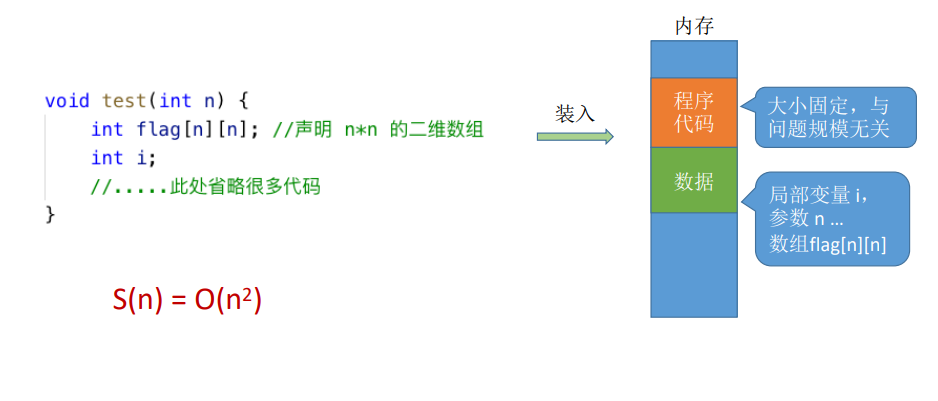 void test(int n) {
int flag[n][n]; //声明 n*n 的二维数组
int i;
//.....此处省略很多代码
}
S(n) = O(n²)
装入
内存
程序
代码
数据
大小固定，与
问题规模无关
局部变量 i，
参数 n ...
数组flag[n][n]